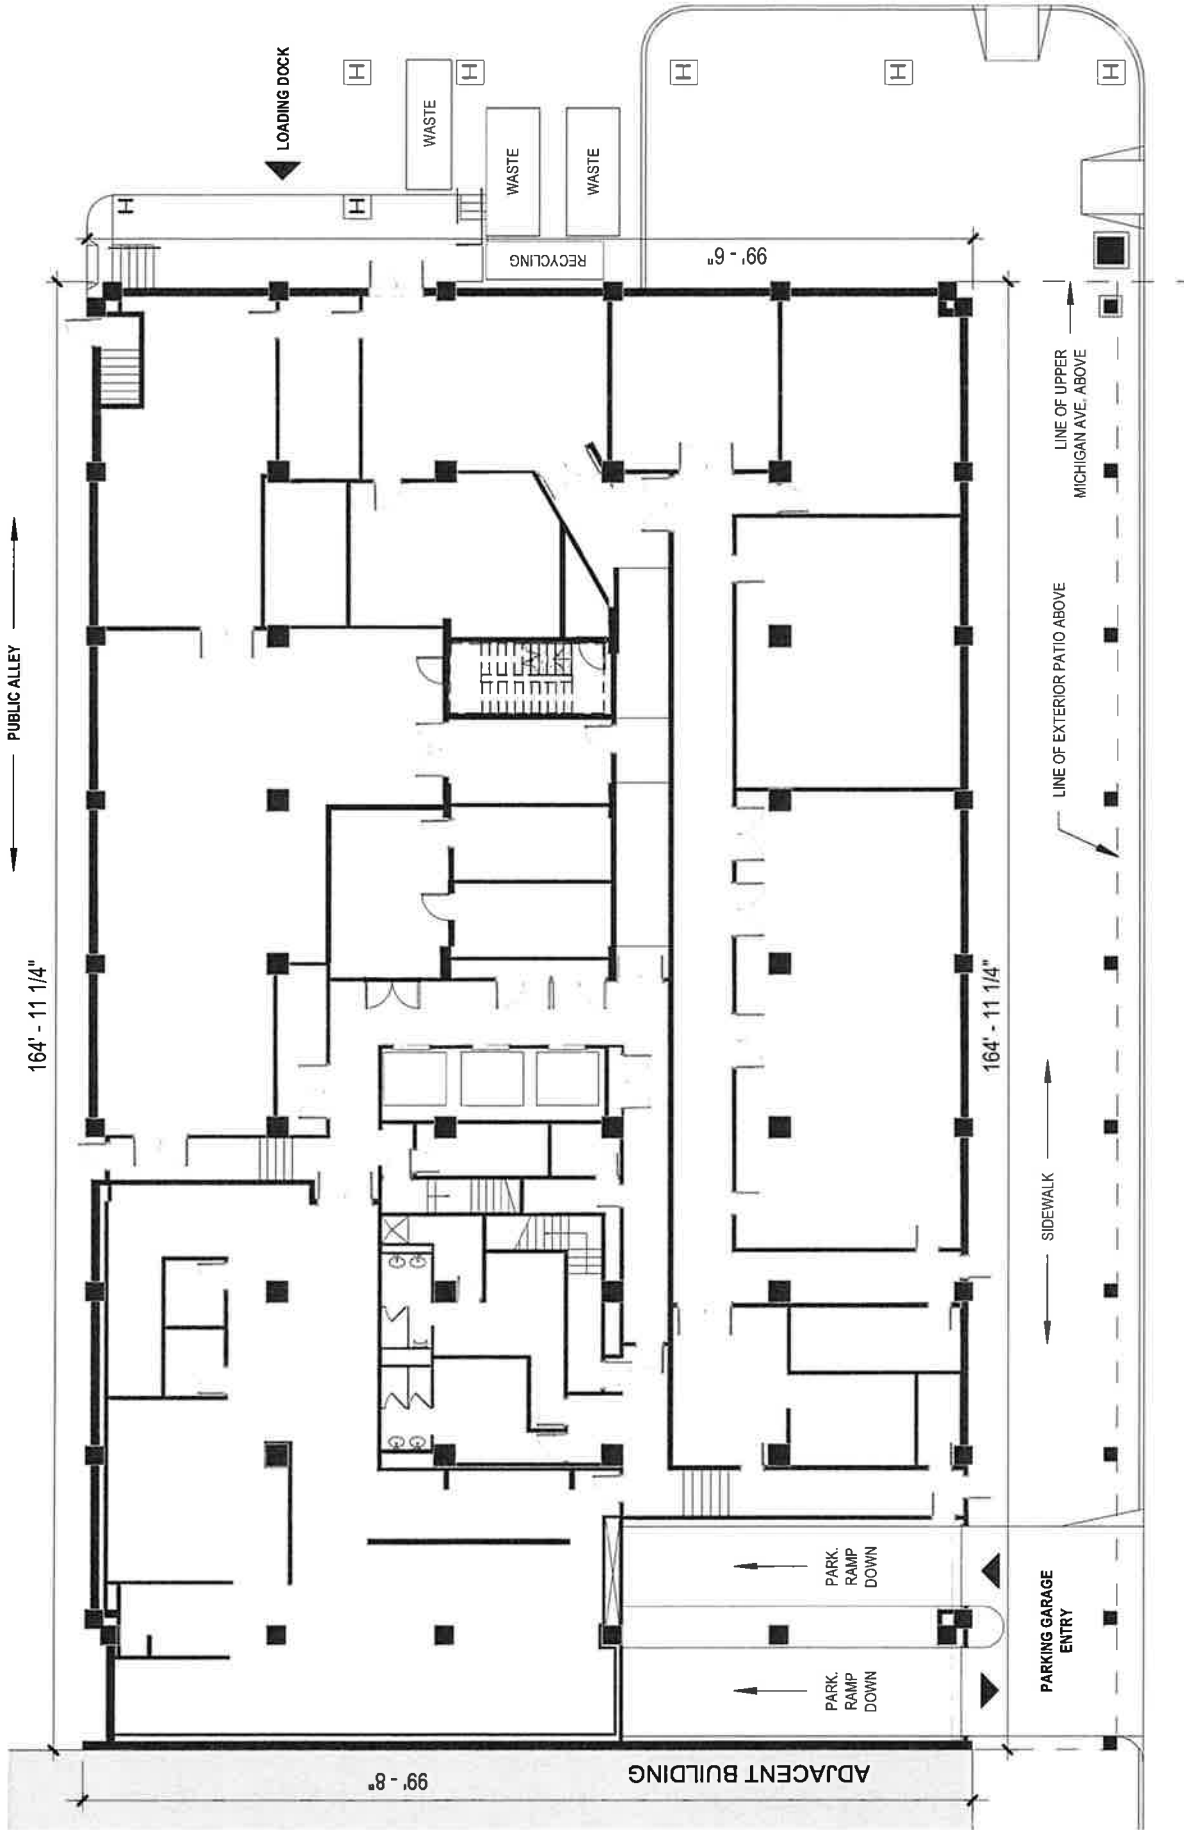 PUBLIC ALLEY
164' - 11 1/4"
LOADING DOCK
H
H
H
H
H
H
H
WASTE
WASTE
WASTE
RECYCLING
99' - 6"
LINE OF UPPER
MICHIGAN AVE. ABOVE
LINE OF EXTERIOR PATIO ABOVE
164' - 11 1/4"
SIDEWALK
PARK.
RAMP
DOWN
PARK.
RAMP
DOWN
PARKING GARAGE
ENTRY
99' - 8"
ADJACENT BUILDING